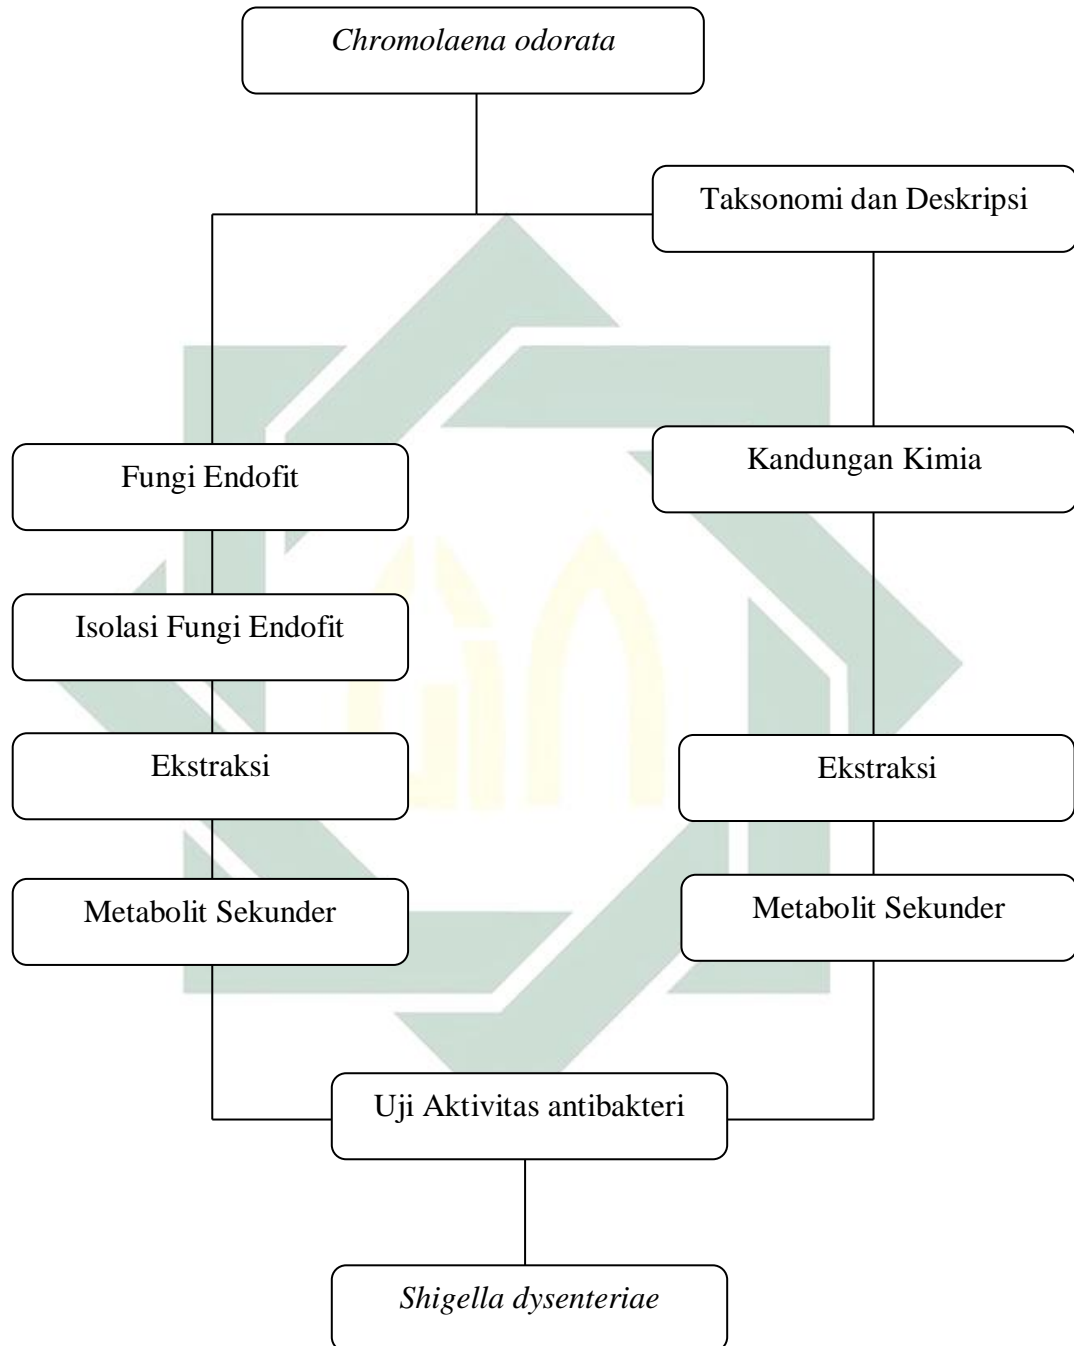 Chromolaena odorata
Taksonomi dan Deskripsi
Fungi Endofit
Kandungan Kimia
Isolasi Fungi Endofit
Ekstraksi
Ekstraksi
Metabolit Sekunder
Metabolit Sekunder
Uji Aktivitas antibakteri
Shigella dysenteriae